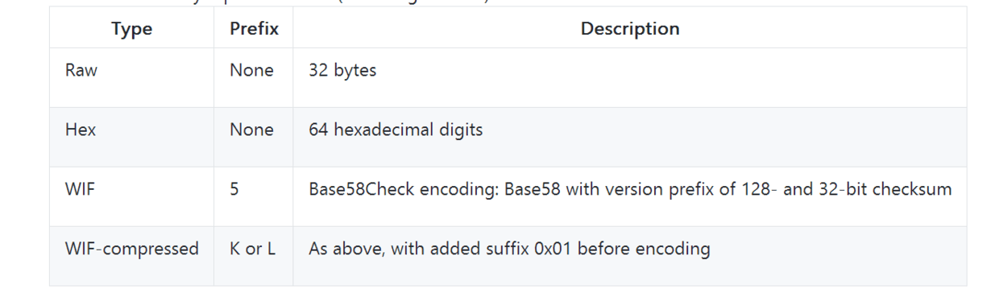 Type Prefix Description
Raw None 32 bytes
Hex None 64 hexadecimal digits
WIF 5 Base58Check encoding: Base58 with version prefix of 128- and 32-bit checksum
WIF-compressed K or L As above, with added suffix 0x01 before encoding